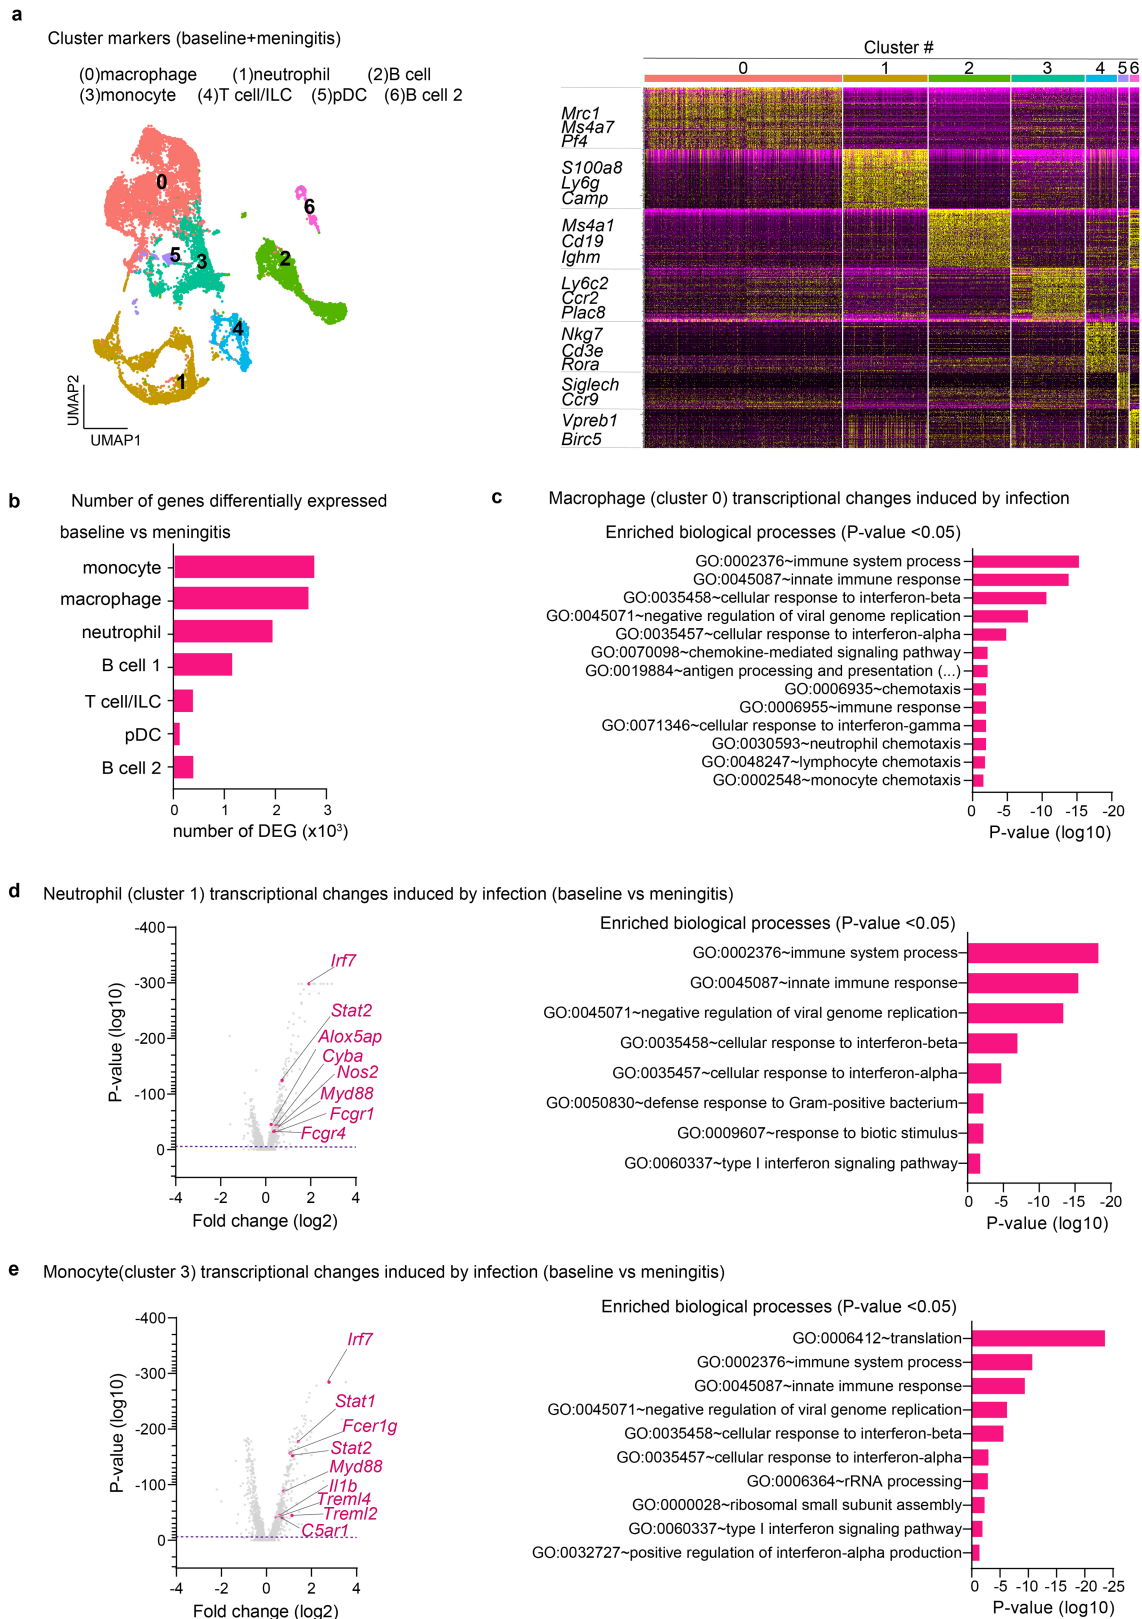 a
Cluster markers (baseline+meningitis)
(0)macrophage (1)neutrophil (2)B cell
(3)monocyte (4)T cell/ILC (5)pDC (6)B cell 2
0
6
5
3
2
4
1
UMAP2
UMAP1
Cluster #
0 1 2 3 4 5 6
Mrc1
Ms4a7
Pf4
S100a8
Ly6g
Camp
Ms4a1
Cd19
Ighm
Ly6c2
Ccr2
Plac8
Nkg7
Cd3e
Rora
Siglech
Ccr9
Vpreb1
Birc5
b
Number of genes differentially expressed
baseline vs meningitis
monocyte
macrophage
neutrophil
B cell 1
T cell/ILC
pDC
B cell 2
0 1 2 3
number of DEG (x10³)
c
Macrophage (cluster 0) transcriptional changes induced by infection
Enriched biological processes (P-value <0.05)
GO:0002376~immune system process
GO:0045087~innate immune response
GO:0035458~cellular response to interferon-beta
GO:0045071~negative regulation of viral genome replication
GO:0035457~cellular response to interferon-alpha
GO:0070098~chemokine-mediated signaling pathway
GO:0019884~antigen processing and presentation (...)
GO:0006935~chemotaxis
GO:0006955~immune response
GO:0071346~cellular response to interferon-gamma
GO:0030593~neutrophil chemotaxis
GO:0048247~lymphocyte chemotaxis
GO:0002548~monocyte chemotaxis
0 -5 -10 -15 -20
P-value (log10)
d
Neutrophil (cluster 1) transcriptional changes induced by infection (baseline vs meningitis)
-400
-300
-200
-100
0
P-value (log10)
Irf7
Stat2
Alox5ap
Cyba
Nos2
Myd88
Fcgr1
Fcgr4
-4 -2 0 2 4
Fold change (log2)
Enriched biological processes (P-value <0.05)
GO:0002376~immune system process
GO:0045087~innate immune response
GO:0045071~negative regulation of viral genome replication
GO:0035458~cellular response to interferon-beta
GO:0035457~cellular response to interferon-alpha
GO:0050830~defense response to Gram-positive bacterium
GO:0009607~response to biotic stimulus
GO:0060337~type I interferon signaling pathway
0 -5 -10 -15 -20
P-value (log10)
e
Monocyte(cluster 3) transcriptional changes induced by infection (baseline vs meningitis)
-400
-300
-200
-100
0
P-value (log10)
Irf7
Stat1
Fcer1g
Stat2
Myd88
Il1b
Treml4
Treml2
C5ar1
-4 -2 0 2 4
Fold change (log2)
Enriched biological processes (P-value <0.05)
GO:0006412~translation
GO:0002376~immune system process
GO:0045087~innate immune response
GO:0045071~negative regulation of viral genome replication
GO:0035458~cellular response to interferon-beta
GO:0035457~cellular response to interferon-alpha
GO:0006364~rRNA processing
GO:0000028~ribosomal small subunit assembly
GO:0060337~type I interferon signaling pathway
GO:0032727~positive regulation of interferon-alpha production
0 -5 -10 -15 -20 -25
P-value (log10)